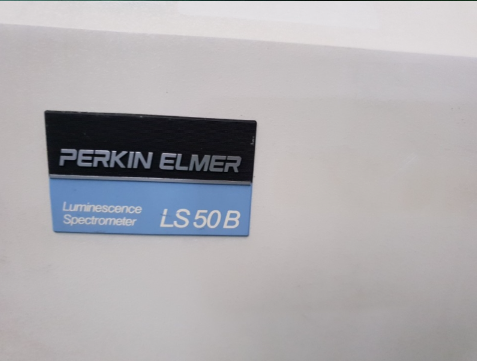 PERKIN ELMER
Luminescence
Spectrometer LS 50 B